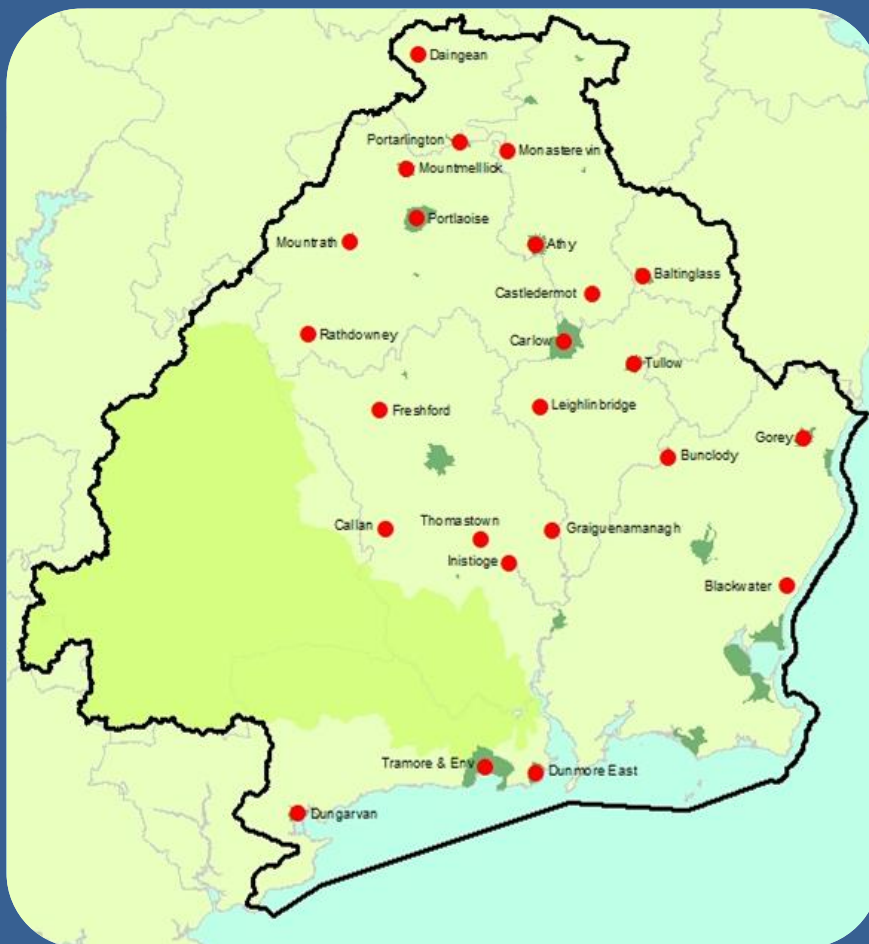 Daingean
Portarlington
Monasterevin
Mountmelllick
Portlaoise
Mountrath
Athy
Baltinglass
Castledermot
Rathdowney
Carlow
Tullow
Leighlinbridge
Freshford
Gorey
Bunclody
Callan
Thomastown
Graiguenamanagh
Inistioge
Blackwater
Tramore & Env
Dunmore East
Dungarvan